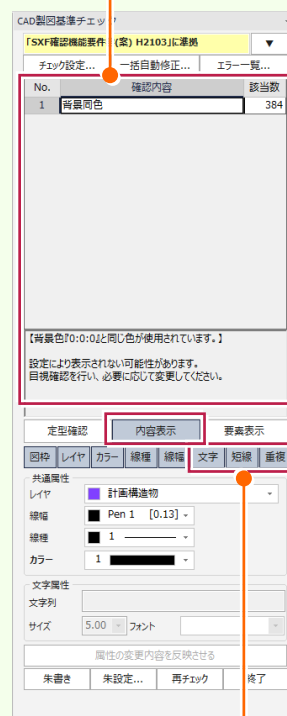 CAD製図基準チェック
「SXF確認機能要件書(案) H2103」に準拠 ▼
チェック設定... 一括自動修正... エラー一覧...
No. 確認内容 該当数
1 背景同色 384
【背景色『0:0:0』と同じ色が使用されています。】
設定により表示されない可能性があります。
目視確認を行い、必要に応じて変更してください。
定型確認 内容表示 要素表示
図枠 レイヤ カラー 線種 線幅 文字 短線 重複
共通属性
レイヤ 計画構造物
線幅 Pen 1 [0.13]
線種 1
カラー 1
文字属性
文字列
サイズ 5.00 フォント
属性の変更内容を反映させる
朱書き 朱設定... 再チェック 終了